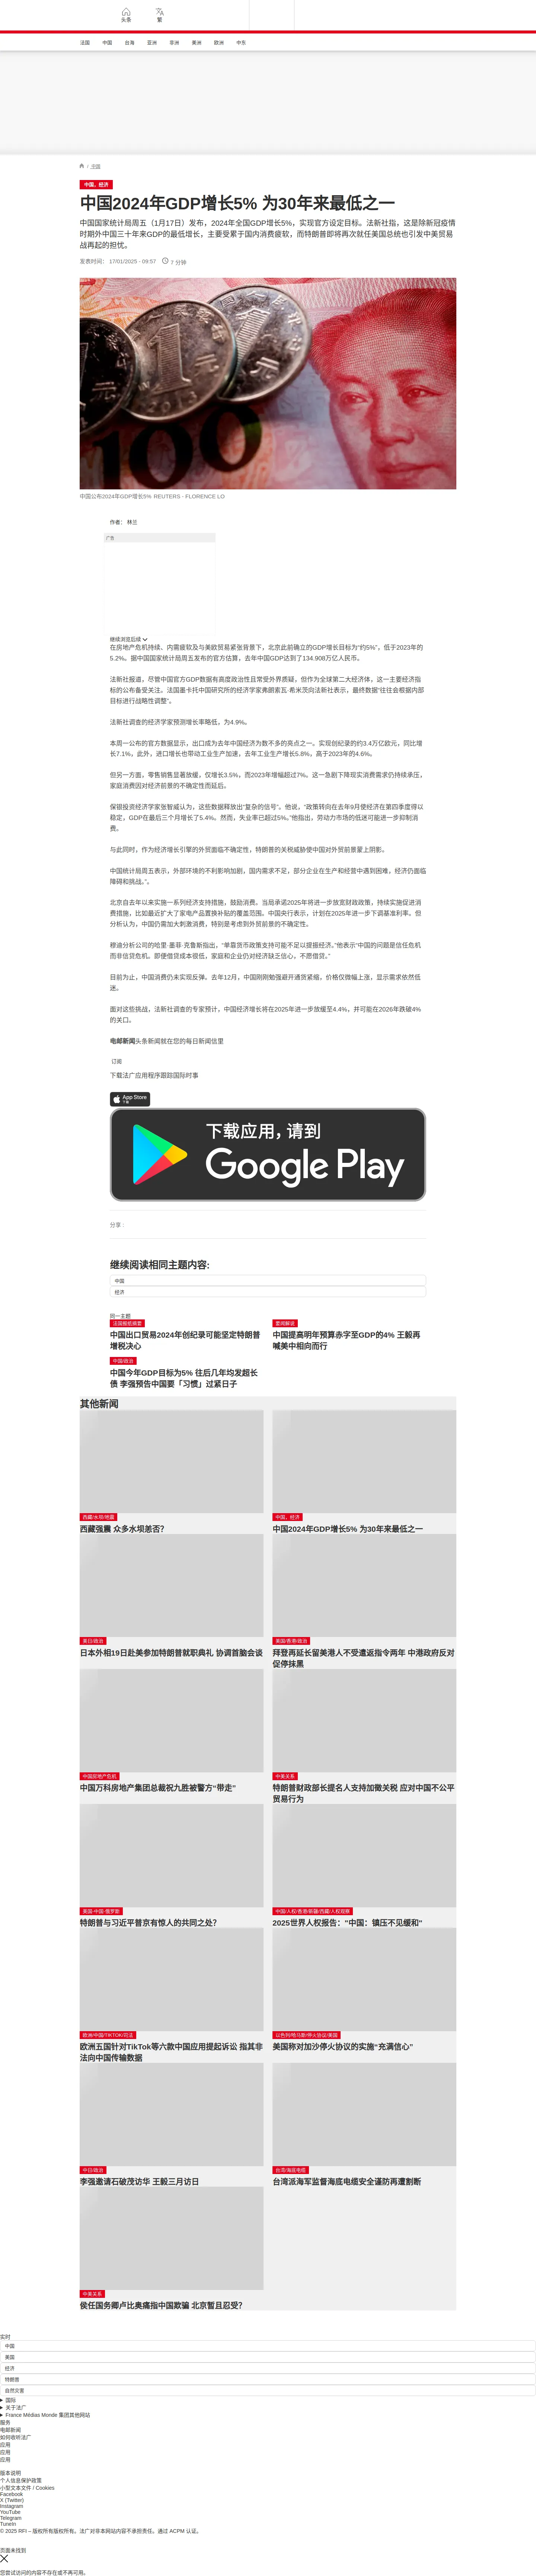 头条
繁
法国
中国
台海
亚洲
非洲
美洲
欧洲
中东
/ 中国
中国，经济
中国2024年GDP增长5% 为30年来最低之一
中国国家统计局周五（1月17日）发布，2024年全国GDP增长5%，实现官方设定目标。法新社指，这是除新冠疫情
时期外中国三十年来GDP的最低增长，主要受累于国内消费疲软，而特朗普即将再次就任美国总统也引发中美贸易
战再起的担忧。
发表时间： 17/01/2025 - 09:57
7 分钟
100
中国公布2024年GDP增长5% REUTERS - FLORENCE LO
作者： 林兰
广告
继续浏览后续
在房地产危机持续、内需疲软及与美欧贸易紧张背景下，北京此前确立的GDP增长目标为“约5%”，低于2023年的
5.2%。据中国国家统计局周五发布的官方估算，去年中国GDP达到了134.908万亿人民币。
法新社报道，尽管中国官方GDP数据有高度政治性且常受外界质疑，但作为全球第二大经济体，这一主要经济指
标的公布备受关注。法国墨卡托中国研究所的经济学家弗朗索瓦·希米茨向法新社表示，最终数据“往往会根据内部
目标进行战略性调整”。
法新社调查的经济学家预测增长率略低，为4.9%。
本周一公布的官方数据显示，出口成为去年中国经济为数不多的亮点之一。实现创纪录的约3.4万亿欧元，同比增
长7.1%，此外，进口增长也带动工业生产加速，去年工业生产增长5.8%，高于2023年的4.6%。
但另一方面，零售销售显著放缓，仅增长3.5%，而2023年增幅超过7%。这一急剧下降现实消费需求仍持续承压，
家庭消费因对经济前景的不确定性而延后。
保银投资经济学家张智威认为，这些数据释放出“复杂的信号”。他说，“政策转向在去年9月使经济在第四季度得以
稳定，GDP在最后三个月增长了5.4%。然而，失业率已超过5%。”他指出，劳动力市场的低迷可能进一步抑制消
费。
与此同时，作为经济增长引擎的外贸面临不确定性，特朗普的关税威胁使中国对外贸前景蒙上阴影。
中国统计局周五表示，外部环境的不利影响加剧，国内需求不足，部分企业在生产和经营中遇到困难，经济仍面临
障碍和挑战。”。
北京自去年以来实施一系列经济支持措施，鼓励消费。当局承诺2025年将进一步放宽财政政策，持续实施促进消
费措施，比如最近扩大了家电产品置换补贴的覆盖范围。中国央行表示，计划在2025年进一步下调基准利率。但
分析认为，中国仍需加大刺激消费，特别是考虑到外贸前景的不确定性。
穆迪分析公司的哈里·墨菲·克鲁斯指出，“单靠货币政策支持可能不足以提振经济。”他表示“中国的问题是信任危机
而非信贷危机。即便借贷成本很低，家庭和企业仍对经济缺乏信心，不愿借贷。”
目前为止，中国消费仍未实现反弹。去年12月，中国刚刚勉强避开通货紧缩，价格仅微幅上涨，显示需求依然低
迷。
面对这些挑战，法新社调查的专家预计，中国经济增长将在2025年进一步放缓至4.4%，并可能在2026年跌破4%
的关口。
电邮新闻头条新闻就在您的每日新闻信里
订阅
下载法广应用程序跟踪国际时事
App Store
下载
下载应用，请到
Google Play
分享 :
继续阅读相同主题内容:
中国
经济
同一主题
法国报纸摘要
中国出口贸易2024年创纪录可能坚定特朗普
增税决心
要闻解说
中国提高明年预算赤字至GDP的4% 王毅再
喊美中相向而行
中国/政治
中国今年GDP目标为5% 往后几年均发超长
债 李强预告中国要「习惯」过紧日子
其他新闻
西藏/水坝/地震
西藏强震 众多水坝恙否？
中国，经济
中国2024年GDP增长5% 为30年来最低之一
美日/政治
日本外相19日赴美参加特朗普就职典礼 协调首脑会谈
美国/香港/政治
拜登再延长留美港人不受遣返指令两年 中港政府反对
促停抹黑
中国房地产危机
中国万科房地产集团总裁祝九胜被警方“带走”
中美关系
特朗普财政部长提名人支持加徵关税 应对中国不公平
贸易行为
美国-中国-俄罗斯
特朗普与习近平普京有惊人的共同之处？
中国/人权/香港/新疆/西藏/人权观察
2025世界人权报告："中国：镇压不见缓和"
欧洲/中国/TIKTOK/司法
欧洲五国针对TikTok等六款中国应用提起诉讼 指其非
法向中国传输数据
以色列/哈马斯/停火协议/美国
美国称对加沙停火协议的实施“充满信心”
中日/政治
李强邀请石破茂访华 王毅三月访日
台湾/海底电缆
台湾派海军监督海底电缆安全谨防再遭割断
中美关系
侯任国务卿卢比奥痛指中国欺骗 北京暂且忍受？
实时
中国
美国
经济
特朗普
自然灾害
国际
关于法广
France Médias Monde 集团其他网站
服务
电邮新闻
如何收听法广
应用
应用
应用
版本说明
个人信息保护政策
小型文本文件 / Cookies
Facebook
X (Twitter)
Instagram
YouTube
Telegram
TuneIn
© 2025 RFI – 版权所有版权所有。法广对非本网站内容不承担责任。通过 ACPM 认证。
页面未找到
您尝试访问的内容不存在或不再可用。